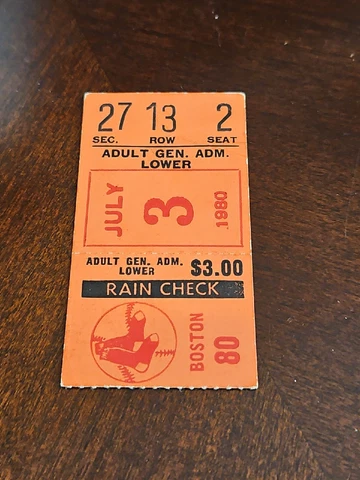 27 13 2
SEC. ROW SEAT
ADULT GEN. ADM.
LOWER
JULY 3 1980
ADULT GEN. ADM.
LOWER
$3.00
RAIN CHECK
BOSTON 80